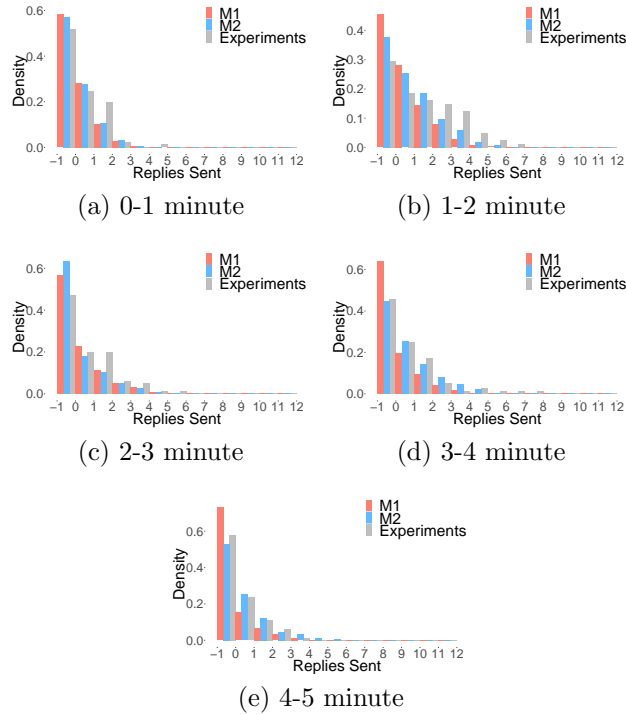 M1
M2
Experiments
Density
0.6
0.4
0.2
0.0
−1 0 1 2 3 4 5 6 7 8 9 10 11 12
Replies Sent
(a) 0-1 minute
M1
M2
Experiments
Density
0.4
0.3
0.2
0.1
0.0
−1 0 1 2 3 4 5 6 7 8 9 10 11 12
Replies Sent
(b) 1-2 minute
M1
M2
Experiments
Density
0.6
0.4
0.2
0.0
−1 0 1 2 3 4 5 6 7 8 9 10 11 12
Replies Sent
(c) 2-3 minute
M1
M2
Experiments
Density
0.6
0.4
0.2
0.0
−1 0 1 2 3 4 5 6 7 8 9 10 11 12
Replies Sent
(d) 3-4 minute
M1
M2
Experiments
Density
0.6
0.4
0.2
0.0
−1 0 1 2 3 4 5 6 7 8 9 10 11 12
Replies Sent
(e) 4-5 minute